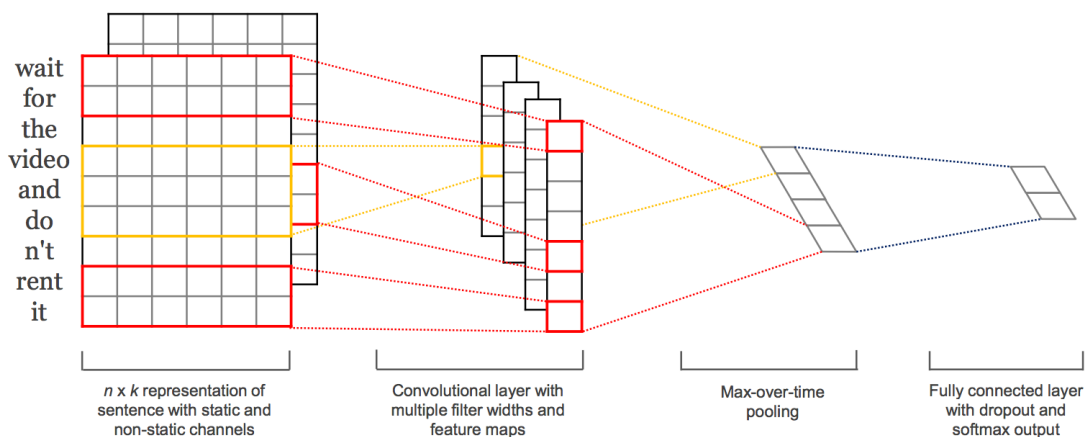 wait
for
the
video
and
do
n't
rent
it
n x k representation of
sentence with static and
non-static channels
Convolutional layer with
multiple filter widths and
feature maps
Max-over-time
pooling
Fully connected layer
with dropout and
softmax output